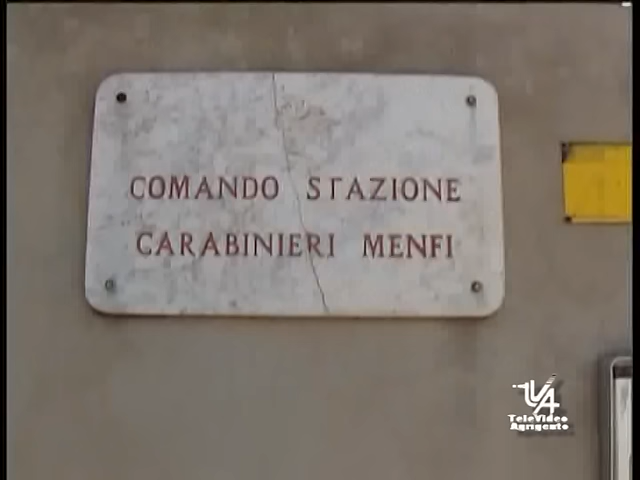 COMANDO STAZIONE
CARABINIERI MENFI
TeleVideo
Agrigento